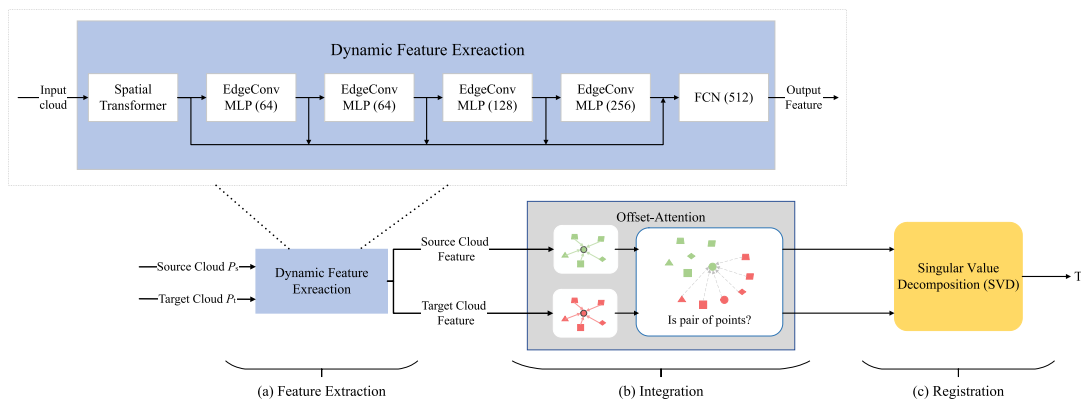 Dynamic Feature Exreaction
Input
cloud
Spatial
Transformer
EdgeConv
MLP (64)
EdgeConv
MLP (64)
EdgeConv
MLP (128)
EdgeConv
MLP (256)
FCN (512)
Output
Feature
Source Cloud Ps
Target Cloud Pt
Dynamic Feature
Exreaction
Source Cloud
Feature
Target Cloud
Feature
Offset-Attention
Is pair of points?
Singular Value
Decomposition (SVD)
T
(a) Feature Extraction
(b) Integration
(c) Registration